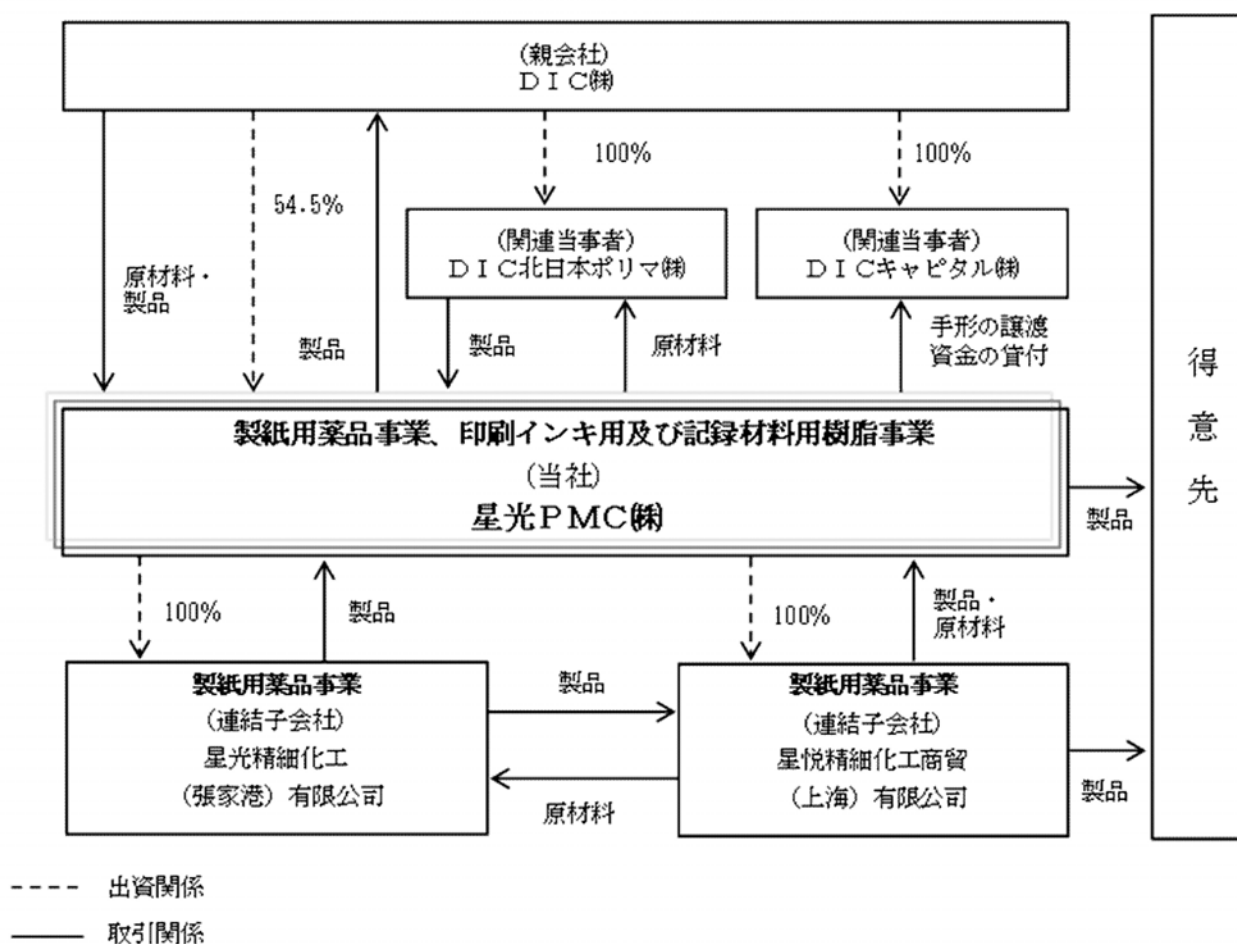 (親会社)
ＤＩＣ㈱
100%
100%
54.5%
(関連当事者)
ＤＩＣ北日本ポリマ㈱
(関連当事者)
ＤＩＣキャピタル㈱
原材料・
製品
製品
製品
原材料
手形の譲渡
資金の貸付
得意先
製紙用薬品事業、印刷インキ用及び記録材料用樹脂事業
(当社)
星光ＰＭＣ㈱
製品
100%
製品
100%
製品・
原材料
製紙用薬品事業
(連結子会社)
星光精細化工
(張家港) 有限公司
製品
原材料
製紙用薬品事業
(連結子会社)
星悦精細化工商貿
(上海) 有限公司
製品
出資関係
取引関係